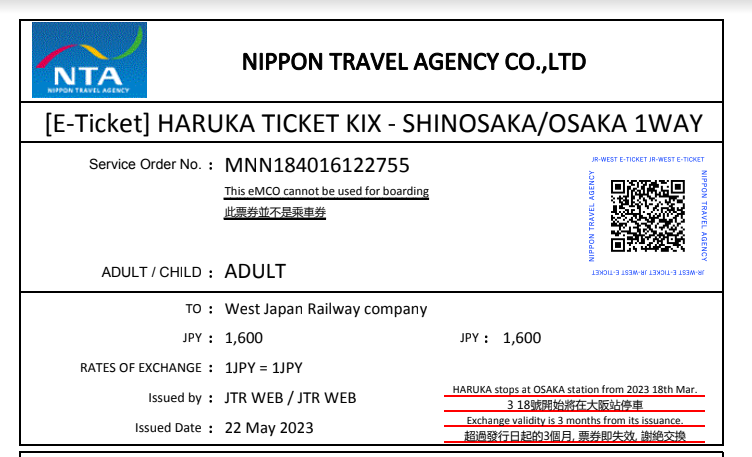 NTA
NIPPON TRAVEL AGENCY
NIPPON TRAVEL AGENCY CO.,LTD
[E-Ticket] HARUKA TICKET KIX - SHINOSAKA/OSAKA 1WAY
Service Order No. : MNN184016122755
This eMCO cannot be used for boarding
此票券並不是乘車券
JR-WEST E-TICKET JR-WEST E-TICKET
NIPPON TRAVEL AGENCY
NIPPON TRAVEL AGENCY
JR-WEST E-TICKET JR-WEST E-TICKET
ADULT / CHILD : ADULT
TO : West Japan Railway company
JPY : 1,600 JPY : 1,600
RATES OF EXCHANGE : 1JPY = 1JPY
Issued by : JTR WEB / JTR WEB
Issued Date : 22 May 2023
HARUKA stops at OSAKA station from 2023 18th Mar.
3 18號開始將在大阪站停車
Exchange validity is 3 months from its issuance.
超過發行日起的3個月, 票券即失效, 謝絶交換